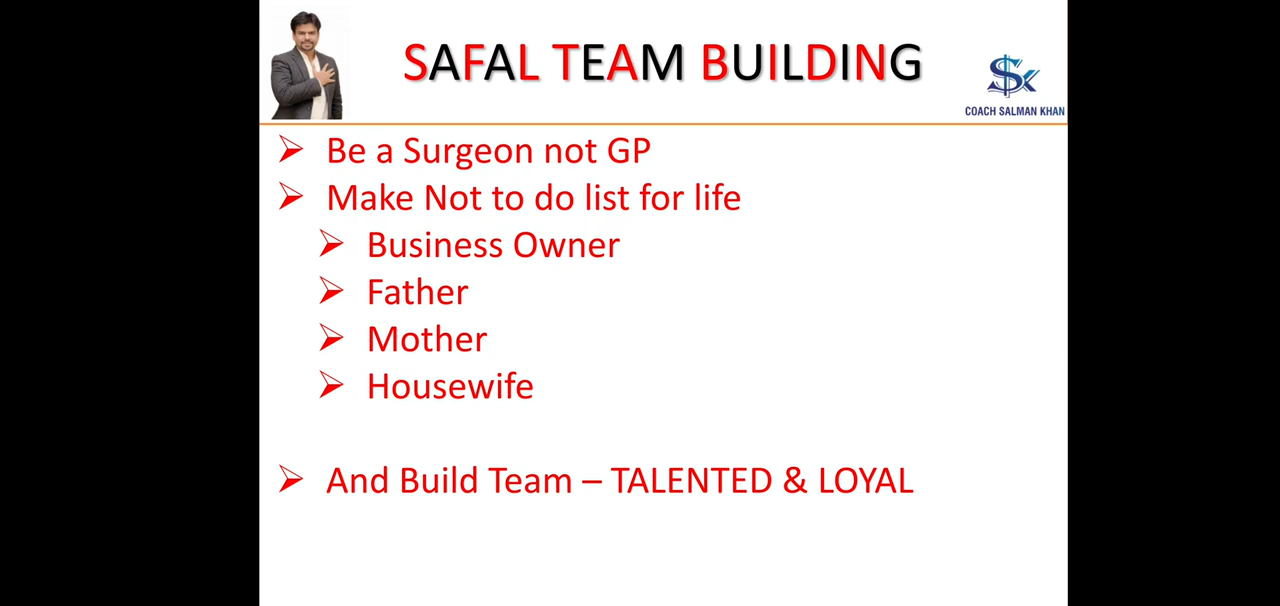 SAFAL TEAM BUILDING
COACH SALMAN KHAN
Be a Surgeon not GP
Make Not to do list for life
Business Owner
Father
Mother
Housewife
And Build Team – TALENTED & LOYAL